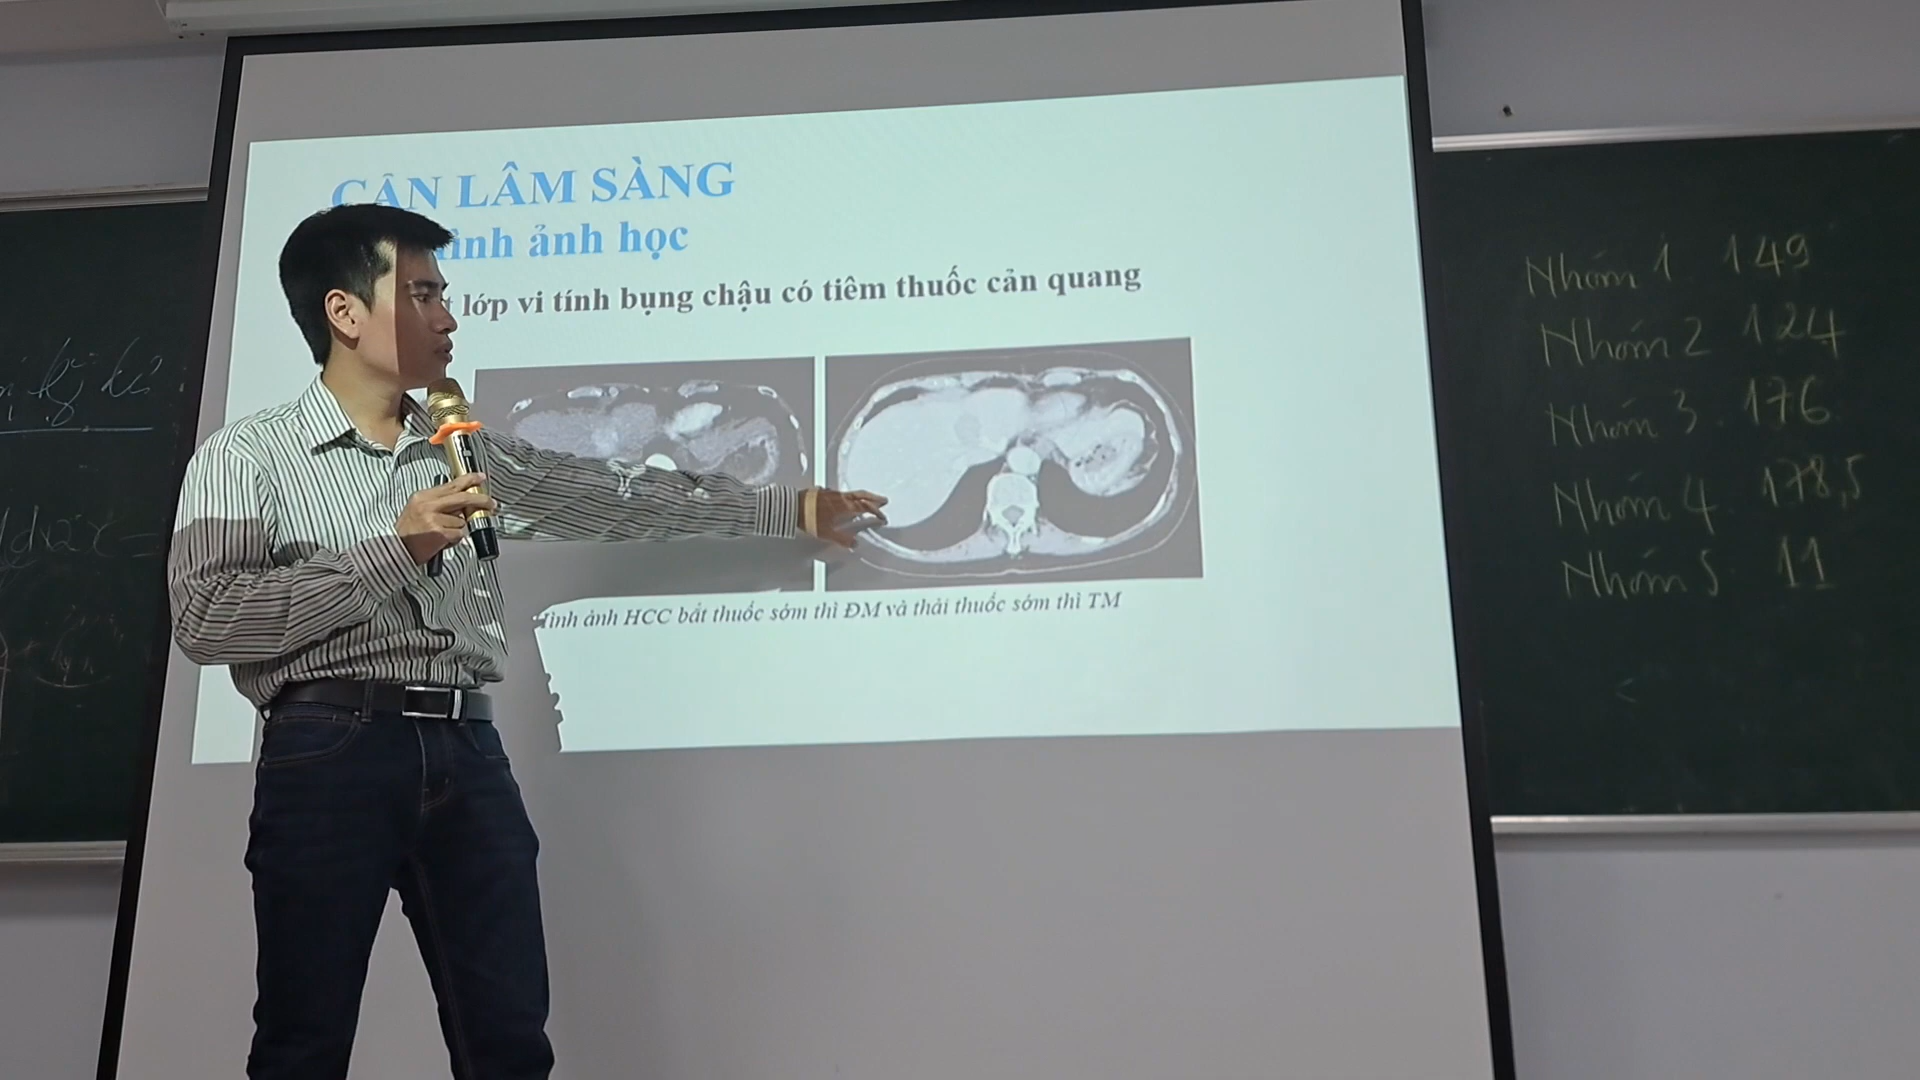 CẬN LÂM SÀNG
ình ảnh học
lớp vi tính bụng chậu có tiêm thuốc cản quang
Hình ảnh HCC bắt thuốc sớm thì ĐM và thải thuốc sớm thì TM
Nhóm 1 149
Nhóm 2 124
Nhóm 3. 176
Nhóm 4. 178,5
Nhóm 5. 11